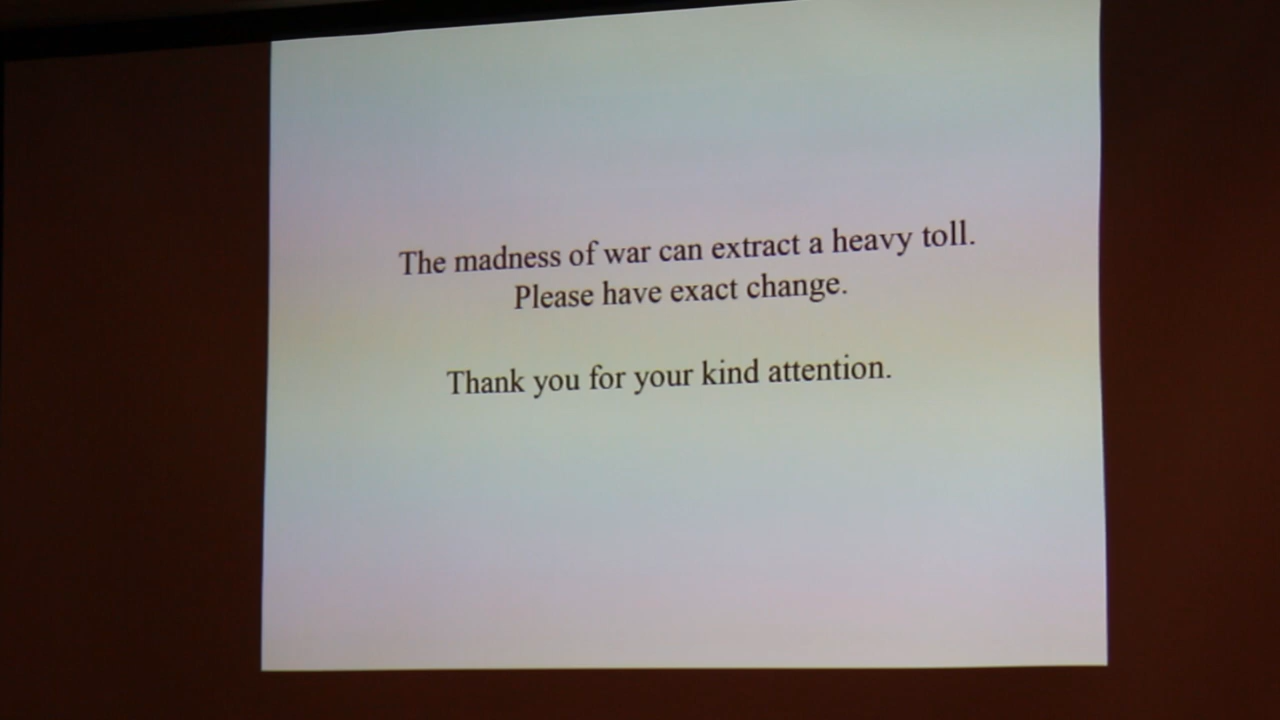 The madness of war can extract a heavy toll.
Please have exact change.
Thank you for your kind attention.